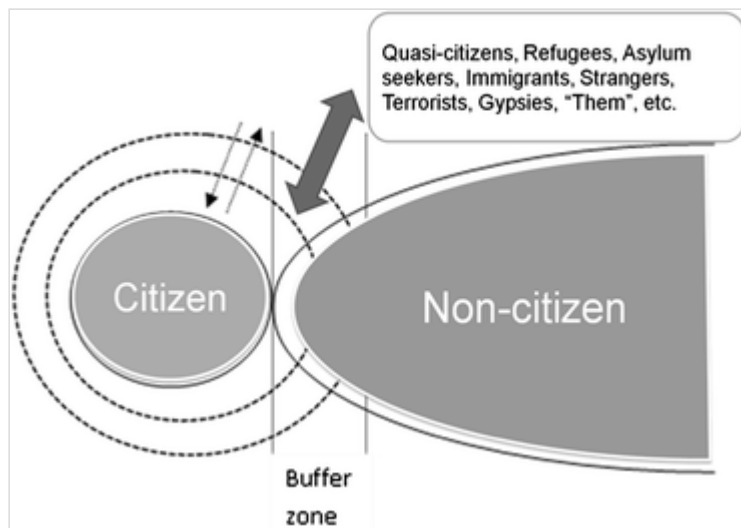 Quasi-citizens, Refugees, Asylum
seekers, Immigrants, Strangers,
Terrorists, Gypsies, "Them", etc.
Citizen
Non-citizen
Buffer
zone